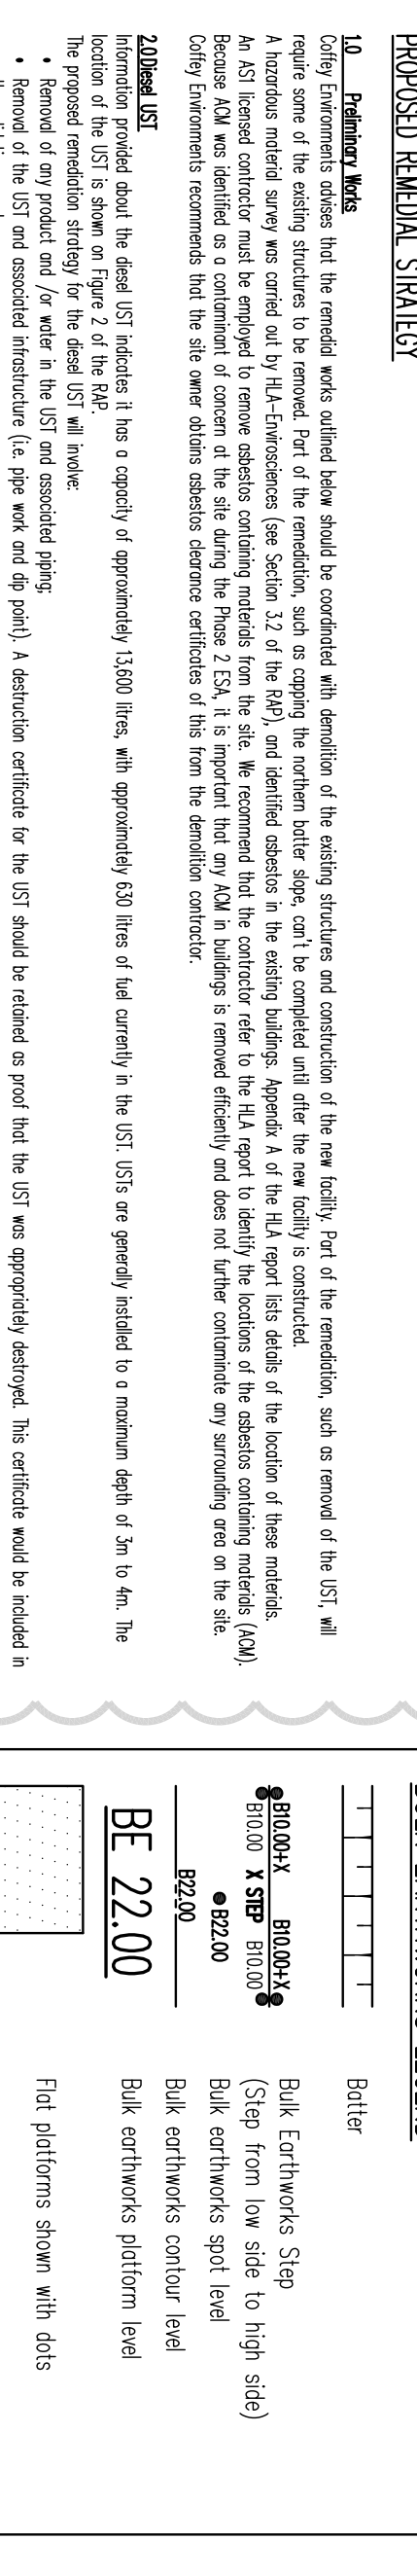 PROPOSED REMEDIAL STRATEGY
1.0 Preliminary Works
Coffey Environments advises that the remedial works outlined below should be coordinated with demolition of the existing structures and construction of the new facility. Part of the remediation, such as removal of the UST, will
require some of the existing structures to be removed. Part of the remediation, such as capping the northern batter slope, can't be completed until after the new facility is constructed.
A hazardous material survey was carried out by HLA-Envirosciences (see Section 3.2 of the RAP), and identified asbestos in the existing buildings. Appendix A of the HLA report lists details of the location of these materials.
An AS1 licensed contractor must be employed to remove asbestos containing materials from the site. We recommend that the contractor refer to the HLA report to identify the locations of the asbestos containing materials (ACM).
Because ACM was identified as a contaminant of concern at the site during the Phase 2 ESA, it is important that any ACM in buildings is removed efficiently and does not further contaminate any surrounding area on the site.
Coffey Environments recommends that the site owner obtains asbestos clearance certificates of this from the demolition contractor.
2.0 Diesel UST
Information provided about the diesel UST indicates it has a capacity of approximately 13,600 litres, with approximately 630 litres of fuel currently in the UST. USTs are generally installed to a maximum depth of 3m to 4m. The
location of the UST is shown on Figure 2 of the RAP.
The proposed remediation strategy for the diesel UST will involve:
• Removal of any product and /or water in the UST and associated piping;
• Removal of the UST and associated infrastructure (i.e. pipe work and dip point). A destruction certificate for the UST should be retained as proof that the UST was appropriately destroyed. This certificate would be included in
Batter
B10.00+X B10.00+X Bulk Earthworks Step
B10.00 X STEP B10.00 (Step from low side to high side)
B22.00 Bulk earthworks spot level
B22.00 Bulk earthworks contour level
BE 22.00 Bulk earthworks platform level
Flat platforms shown with dots